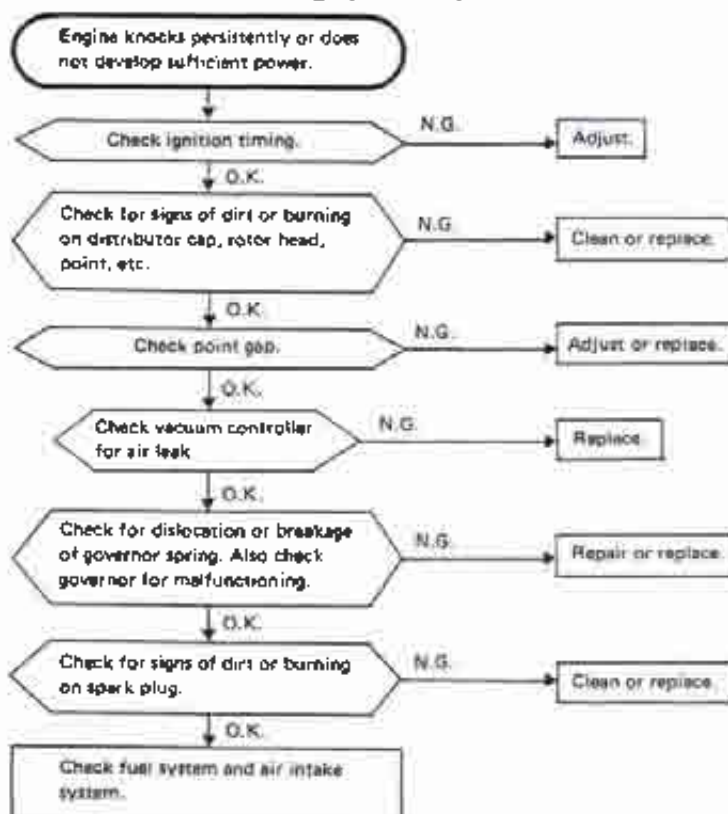 Engine knocks persistently or does
not develop sufficient power.
Check ignition timing.
N.G.
Adjust.
O.K.
Check for signs of dirt or burning
on distributor cap, rotor head,
point, etc.
N.G.
Clean or replace.
O.K.
Check point gap.
N.G.
Adjust or replace.
O.K.
Check vacuum controller
for air leak
N.G.
Replace.
O.K.
Check for dislocation or breakage
of governor spring. Also check
governor for malfunctioning.
N.G.
Repair or replace.
O.K.
Check for signs of dirt or burning
on spark plug.
N.G.
Clean or replace.
O.K.
Check fuel system and air intake
system.